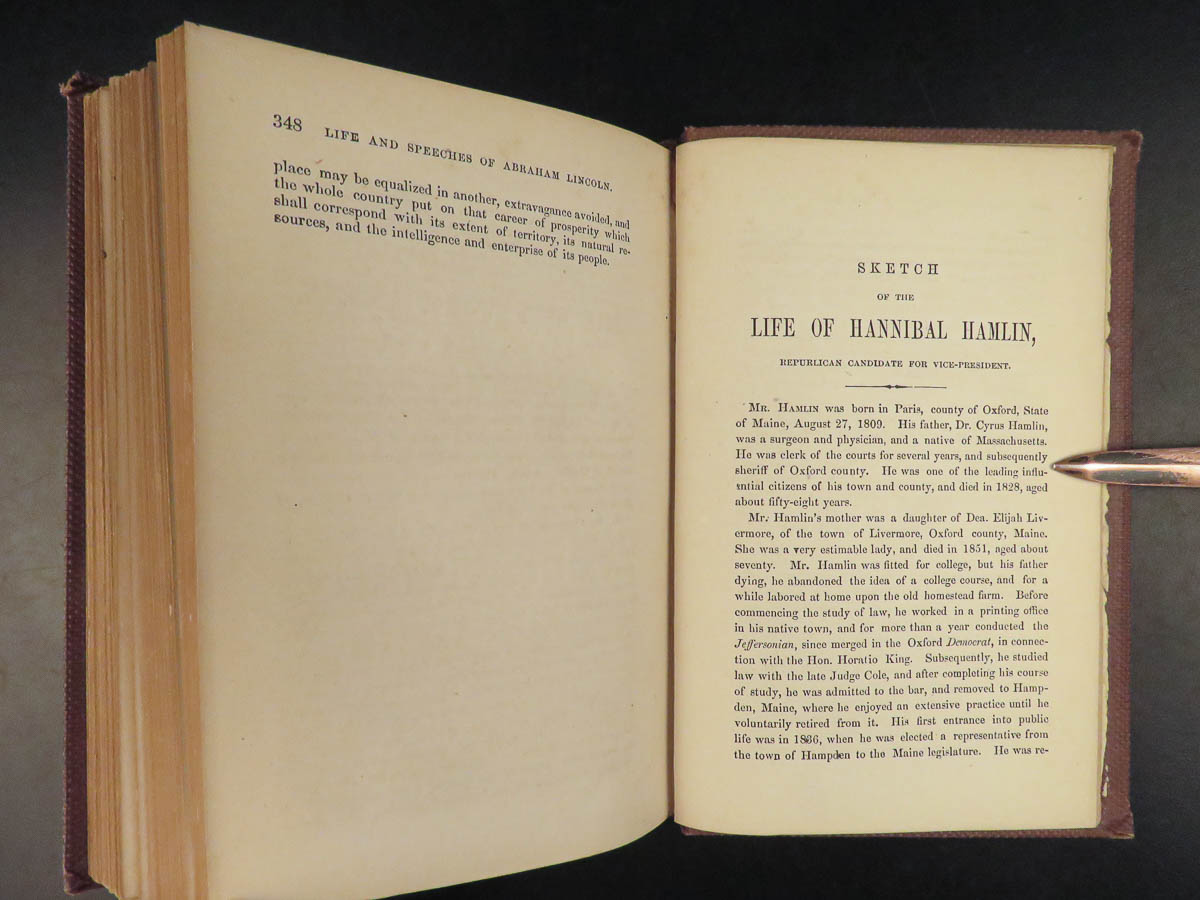 348 LIFE AND SPEECHES OF ABRAHAM LINCOLN.
place may be equalized in another, extravagance avoided, and
the whole country put on that career of prosperity which
shall correspond with its extent of territory, its natural re-
sources, and the intelligence and enterprise of its people.
SKETCH
OF THE
LIFE OF HANNIBAL HAMLIN,
REPUBLICAN CANDIDATE FOR VICE-PRESIDENT.
MR. HAMLIN was born in Paris, county of Oxford, State
of Maine, August 27, 1809. His father, Dr. Cyrus Hamlin,
was a surgeon and physician, and a native of Massachusetts.
He was clerk of the courts for several years, and subsequently
sheriff of Oxford county. He was one of the leading influ-
ential citizens of his town and county, and died in 1828, aged
about fifty-eight years.
Mr. Hamlin's mother was a daughter of Dea. Elijah Liv-
ermore, of the town of Livermore, Oxford county, Maine.
She was a very estimable lady, and died in 1851, aged about
seventy. Mr. Hamlin was fitted for college, but his father
dying, he abandoned the idea of a college course, and for a
while labored at home upon the old homestead farm. Before
commencing the study of law, he worked in a printing office
in his native town, and for more than a year conducted the
Jeffersonian, since merged in the Oxford Democrat, in connec-
tion with the Hon. Horatio King. Subsequently, he studied
law with the late Judge Cole, and after completing his course
of study, he was admitted to the bar, and removed to Hamp-
den, Maine, where he enjoyed an extensive practice until he
voluntarily retired from it. His first entrance into public
life was in 1836, when he was elected a representative from
the town of Hampden to the Maine legislature. He was re-